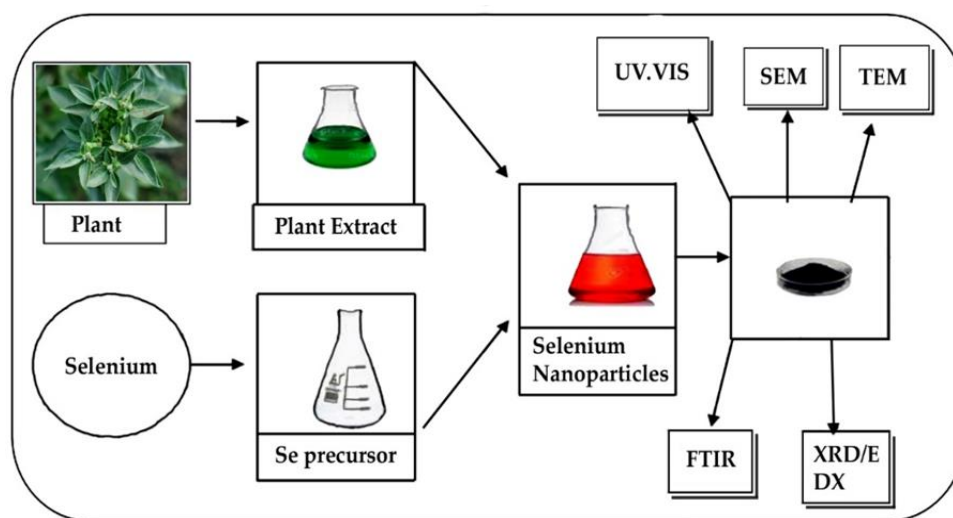 UV.VIS
SEM
TEM
Plant
Plant Extract
Selenium
Selenium
Nanoparticles
Se precursor
FTIR
XRD/E
DX